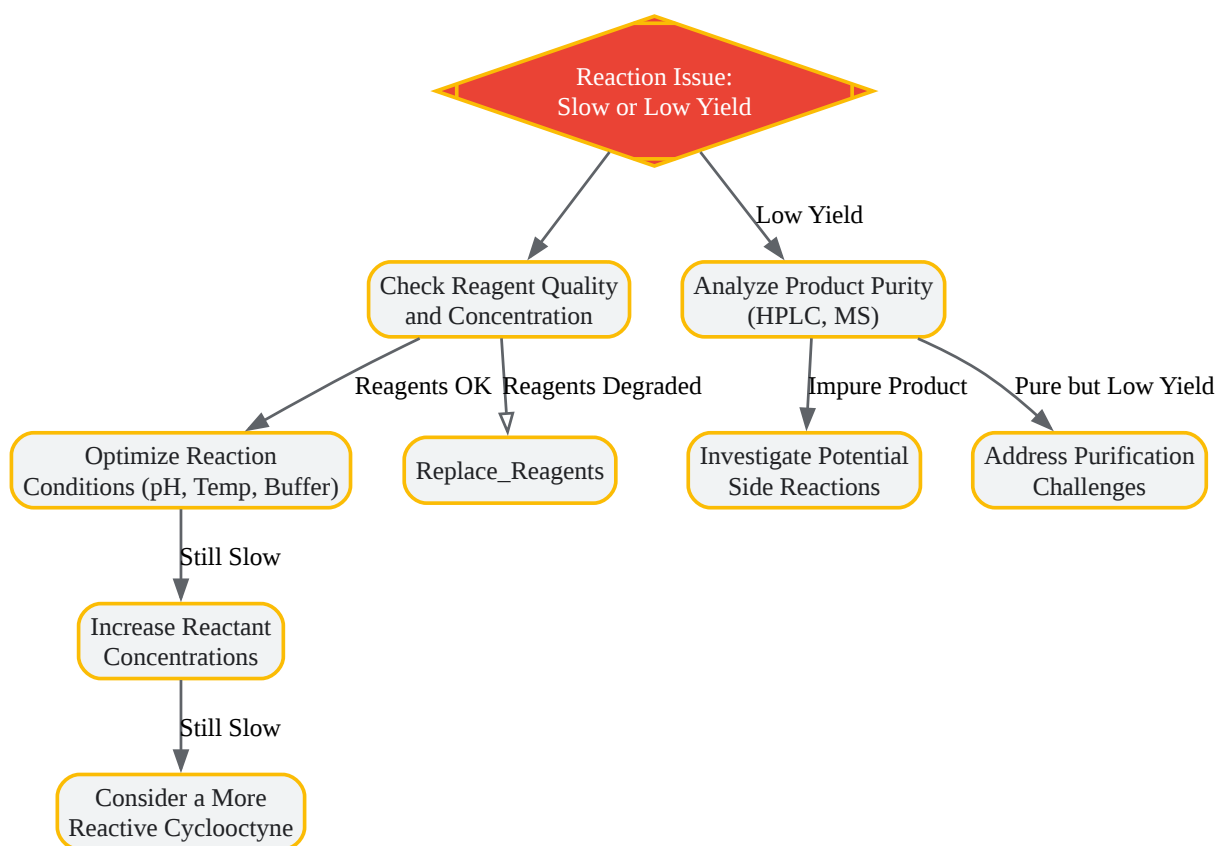 Reaction Issue:
Slow or Low Yield
Low Yield
Check Reagent Quality
and Concentration
Analyze Product Purity
(HPLC, MS)
Reagents OK
Reagents Degraded
Impure Product
Pure but Low Yield
Optimize Reaction
Conditions (pH, Temp, Buffer)
Replace_Reagents
Investigate Potential
Side Reactions
Address Purification
Challenges
Still Slow
Increase Reactant
Concentrations
Still Slow
Consider a More
Reactive Cyclooctyne